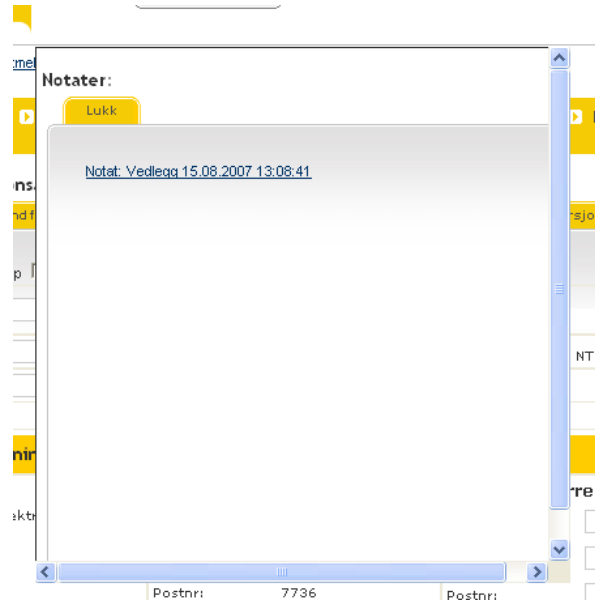 Notater:
Lukk
Notat: Vedlegg 15.08.2007 13:08:41
NT
Postnr: 7736 Postnr: